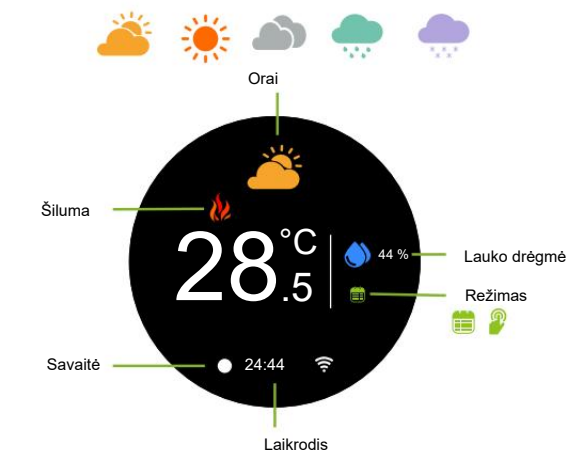 Orai
Šiluma
28.5 °C
44 %
Lauko drėgmė
Režimas
Savaitė
24:44
Laikrodis